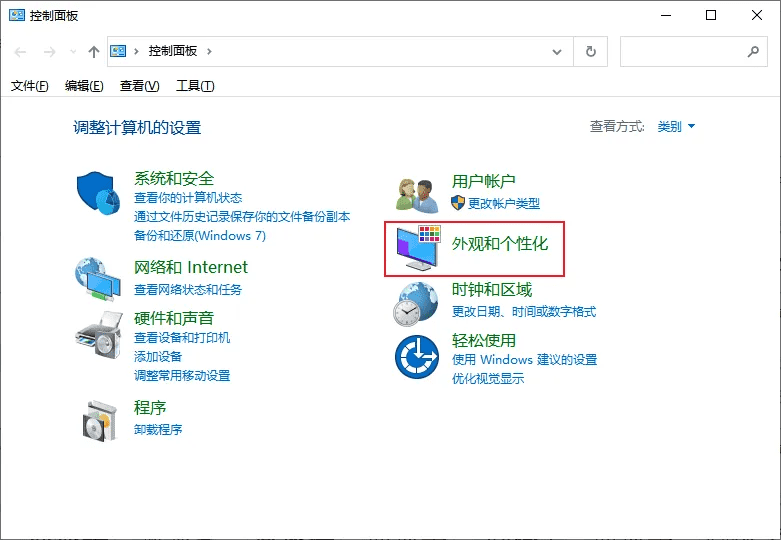 控制面板
控制面板
文件(F) 编辑(E) 查看(V) 工具(T)
调整计算机的设置
查看方式: 类别
系统和安全
查看你的计算机状态
通过文件历史记录保存你的文件备份副本
备份和还原(Windows 7)
网络和 Internet
查看网络状态和任务
硬件和声音
查看设备和打印机
添加设备
调整常用移动设置
程序
卸载程序
用户帐户
更改帐户类型
外观和个性化
时钟和区域
更改日期、时间或数字格式
轻松使用
使用 Windows 建议的设置
优化视觉显示